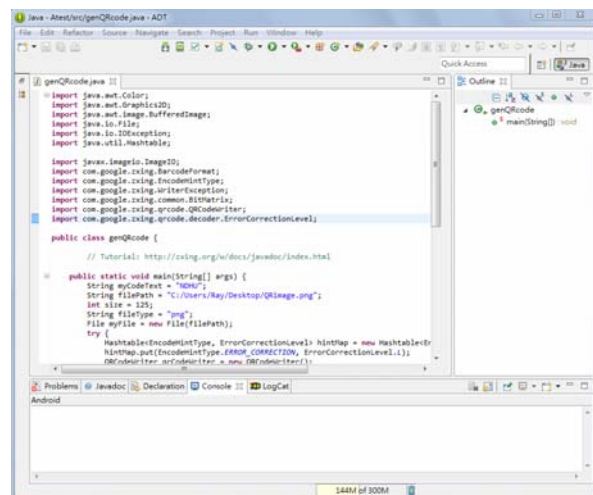 Java - Atest/src/genQRcode.java - ADT
File Edit Refactor Source Navigate Search Project Run Window Help
Quick Access
Java
genQRcode.java
import java.awt.Color;
import java.awt.Graphics2D;
import java.awt.image.BufferedImage;
import java.io.File;
import java.io.IOException;
import java.util.Hashtable;
import javax.imageio.ImageIO;
import com.google.zxing.BarcodeFormat;
import com.google.zxing.EncodeHintType;
import com.google.zxing.WriterException;
import com.google.zxing.common.BitMatrix;
import com.google.zxing.qrcode.QRCodeWriter;
import com.google.zxing.qrcode.decoder.ErrorCorrectionLevel;
public class genQRcode {
// Tutorial: http://zxing.org/w/docs/javadoc/index.html
public static void main(String[] args) {
String myCodeText = "NDHU";
String filePath = "C:/Users/Ray/Desktop/QRimage.png";
int size = 125;
String fileType = "png";
File myFile = new File(filePath);
try {
Hashtable<EncodeHintType, ErrorCorrectionLevel> hintMap = new Hashtable<Er
hintMap.put(EncodeHintType.ERROR_CORRECTION, ErrorCorrectionLevel.L);
QRCodeWriter qrCodeWriter = new QRCodeWriter();
Outline
genQRcode
main(String[]) : void
Problems Javadoc Declaration Console LogCat
Android
144M of 300M